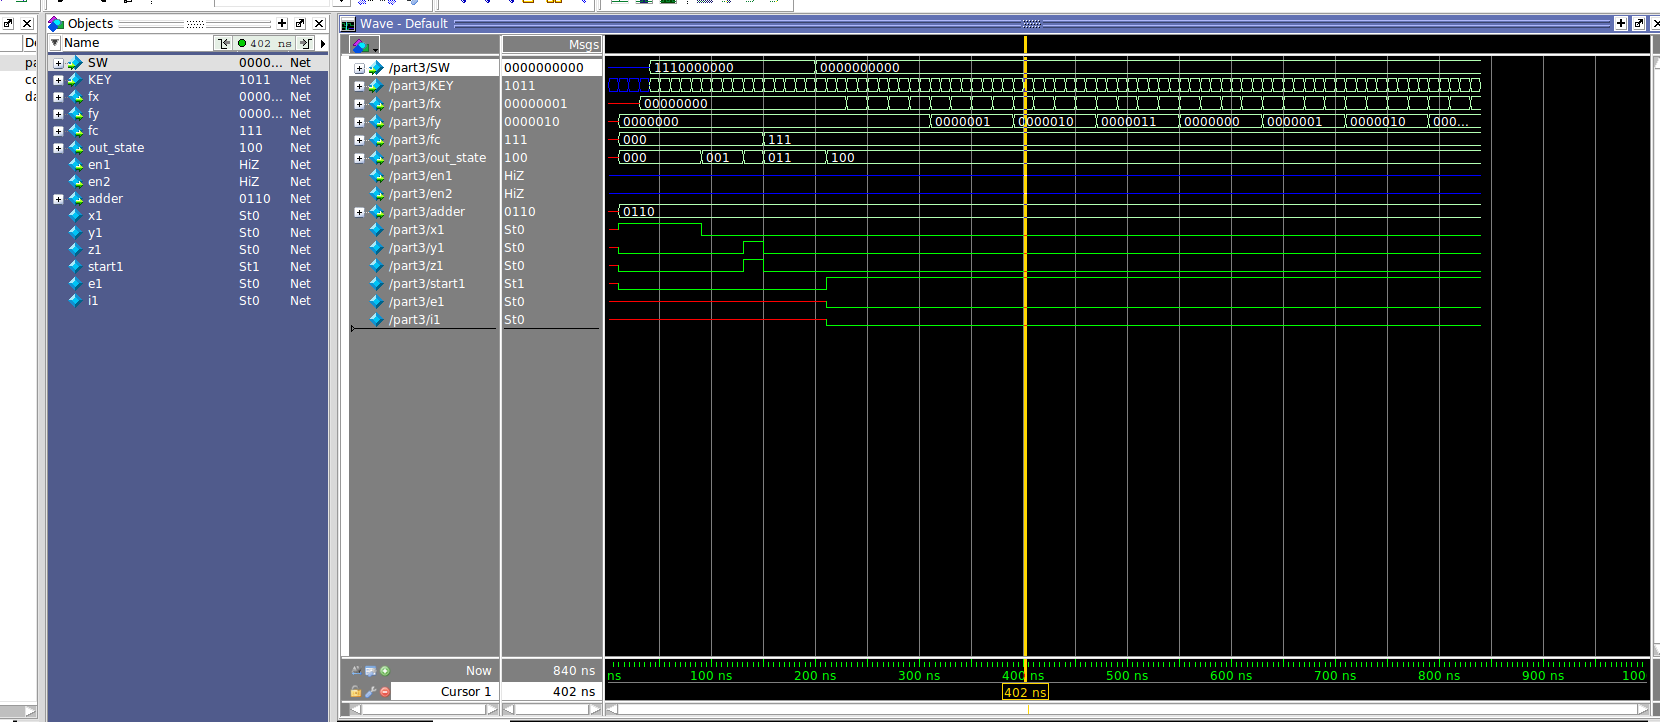 Objects
Wave - Default
Name 402 ns
Msgs
SW 0000... Net
KEY 1011 Net
fx 0000... Net
fy 0000... Net
fc 111 Net
out_state 100 Net
en1 HiZ Net
en2 HiZ Net
adder 0110 Net
x1 St0 Net
y1 St0 Net
z1 St0 Net
start1 St1 Net
e1 St0 Net
i1 St0 Net
/part3/SW 0000000000 1110000000 0000000000
/part3/KEY 1011
/part3/fx 00000001 00000000
/part3/fy 0000010 0000000 0000001 0000010 0000011 0000000 0000001 0000010 000...
/part3/fc 111 000 111
/part3/out_state 100 000 001 011 100
/part3/en1 HiZ
/part3/en2 HiZ
/part3/adder 0110 0110
/part3/x1 St0
/part3/y1 St0
/part3/z1 St0
/part3/start1 St1
/part3/e1 St0
/part3/i1 St0
Now 840 ns ns 100 ns 200 ns 300 ns 400 ns 500 ns 600 ns 700 ns 800 ns 900 ns 100
Cursor 1 402 ns 402 ns